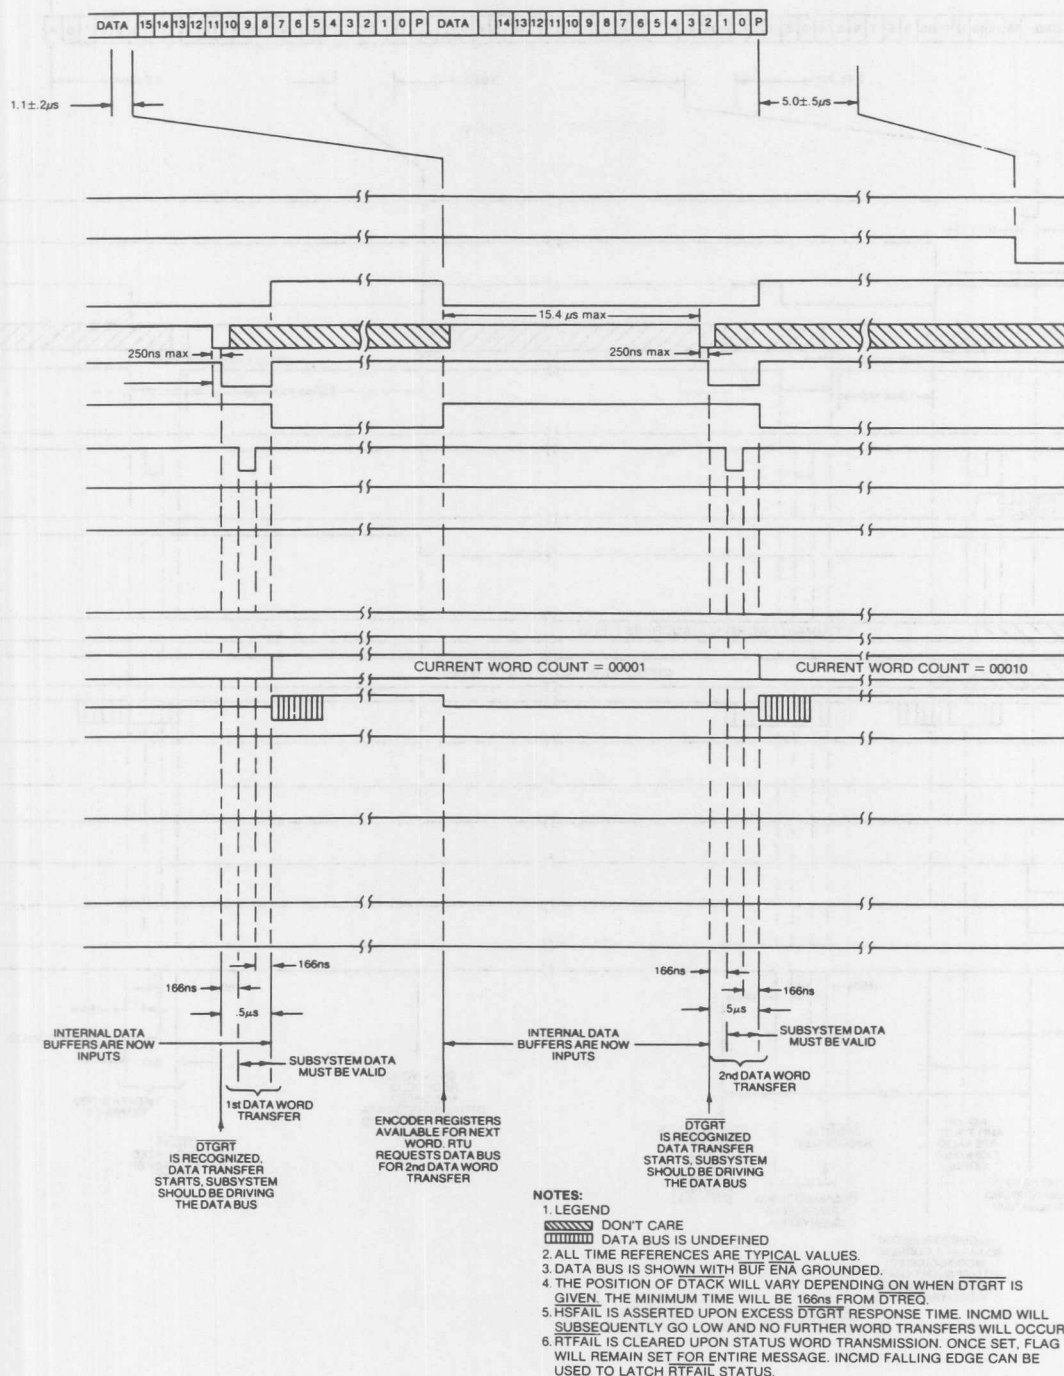 DATA 15 14 13 12 11 10 9 8 7 6 5 4 3 2 1 0 P DATA 14 13 12 11 10 9 8 7 6 5 4 3 2 1 0 P
1.1±.2µs
5.0±.5µs
15.4 µs max
250ns max
250ns max
CURRENT WORD COUNT = 00001
CURRENT WORD COUNT = 00010
166ns
166ns
.5µs
166ns
166ns
.5µs
INTERNAL DATA
BUFFERS ARE NOW
INPUTS
SUBSYSTEM DATA
MUST BE VALID
1st DATA WORD
TRANSFER
INTERNAL DATA
BUFFERS ARE NOW
INPUTS
SUBSYSTEM DATA
MUST BE VALID
2nd DATA WORD
TRANSFER
DTGRT
IS RECOGNIZED,
DATA TRANSFER
STARTS, SUBSYSTEM
SHOULD BE DRIVING
THE DATA BUS
ENCODER REGISTERS
AVAILABLE FOR NEXT
WORD. RTU
REQUESTS DATA BUS
FOR 2nd DATA WORD
TRANSFER
DTGRT
IS RECOGNIZED
DATA TRANSFER
STARTS, SUBSYSTEM
SHOULD BE DRIVING
THE DATA BUS
NOTES:
1. LEGEND
DON'T CARE
DATA BUS IS UNDEFINED
2. ALL TIME REFERENCES ARE TYPICAL VALUES.
3. DATA BUS IS SHOWN WITH BUF ENA GROUNDED.
4. THE POSITION OF DTACK WILL VARY DEPENDING ON WHEN DTGRT IS
GIVEN. THE MINIMUM TIME WILL BE 166ns FROM DTREQ.
5. HSFAIL IS ASSERTED UPON EXCESS DTGRT RESPONSE TIME. INCMD WILL
SUBSEQUENTLY GO LOW AND NO FURTHER WORD TRANSFERS WILL OCCUR
6. RTFAIL IS CLEARED UPON STATUS WORD TRANSMISSION. ONCE SET, FLAG
WILL REMAIN SET FOR ENTIRE MESSAGE. INCMD FALLING EDGE CAN BE
USED TO LATCH RTFAIL STATUS.